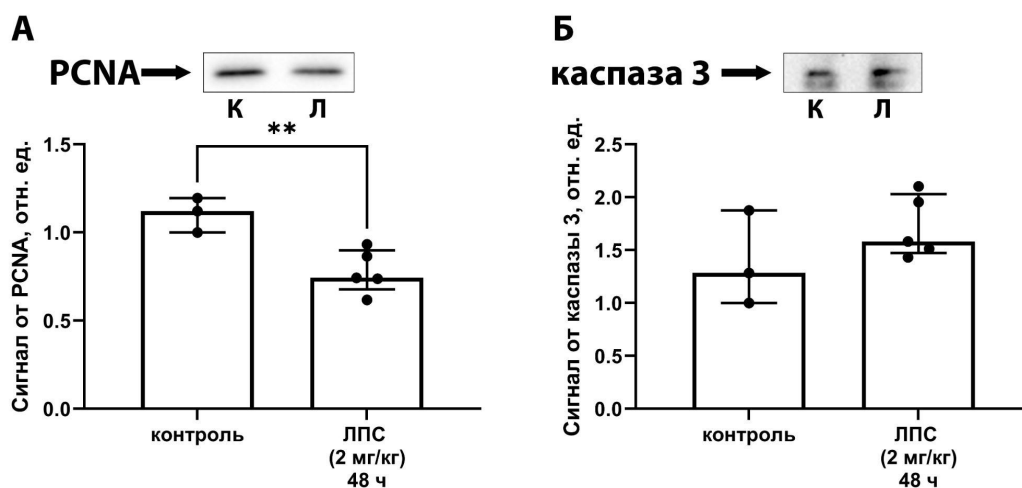 А
PCNA
К Л
**
Сигнал от PCNA, отн. ед.
1.5
1.0
0.5
0.0
контроль
ЛПС
(2 мг/кг)
48 ч
Б
каспаза 3
К Л
Сигнал от каспазы 3, отн. ед.
2.5
2.0
1.5
1.0
0.5
0.0
контроль
ЛПС
(2 мг/кг)
48 ч